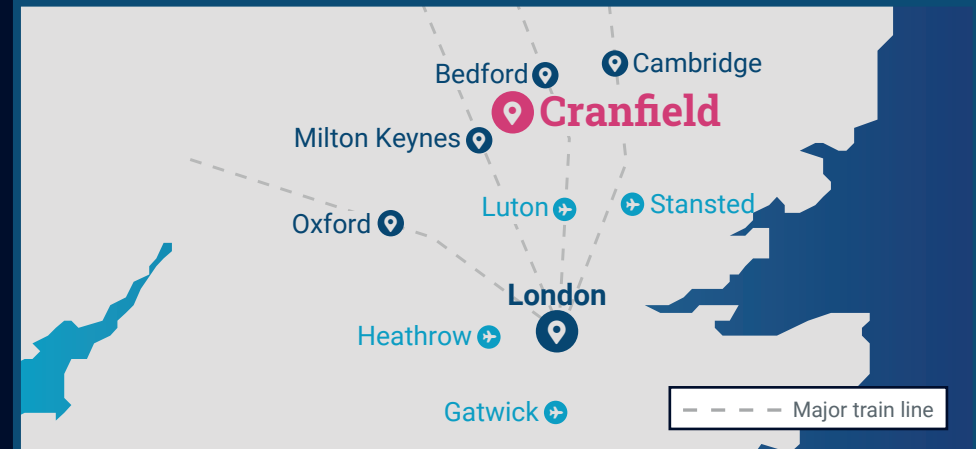 Bedford
Cambridge
Cranfield
Milton Keynes
Luton
Stansted
Oxford
London
Heathrow
Gatwick
Major train line